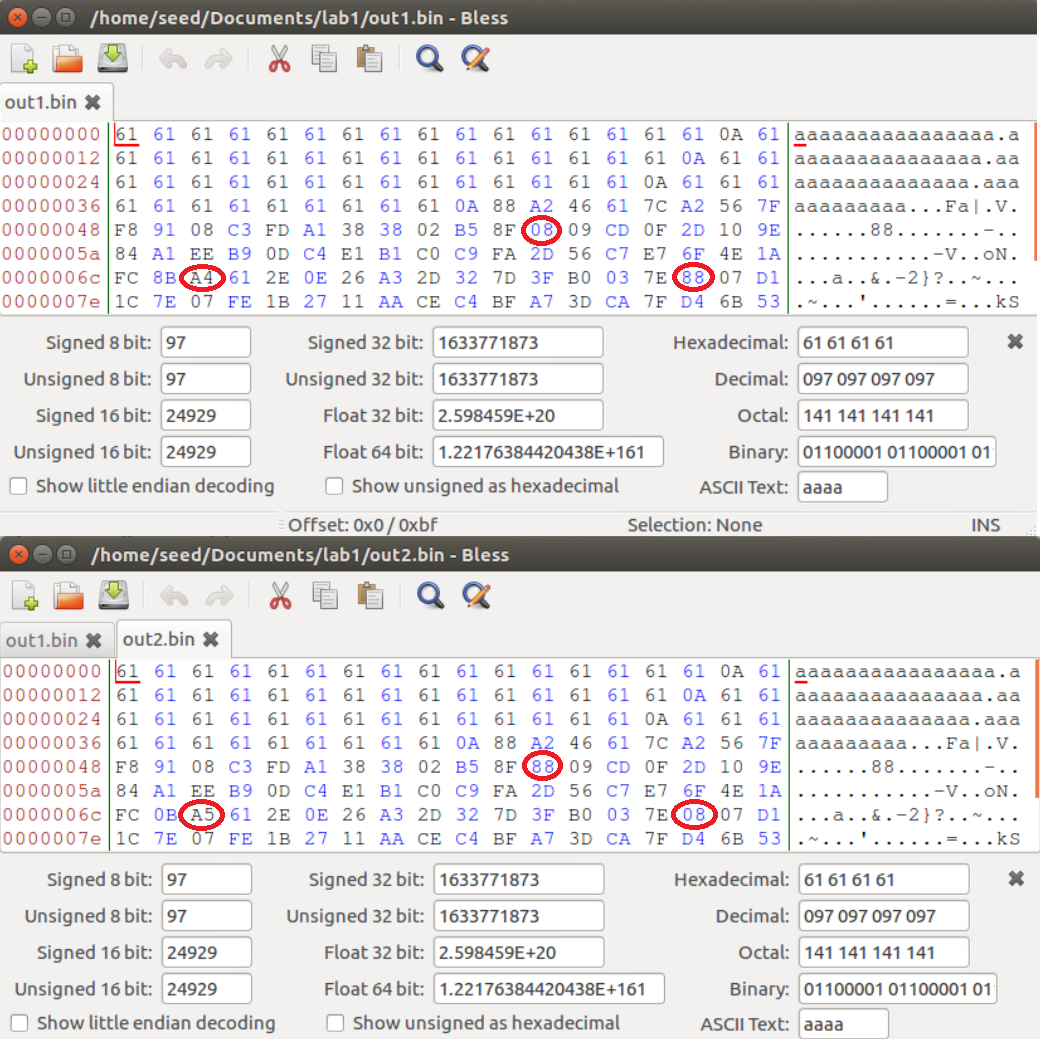 /home/seed/Documents/lab1/out1.bin - Bless
out1.bin
00000000 61 61 61 61 61 61 61 61 61 61 61 61 61 61 61 61 0A 61 aaaaaaaaaaaaaaaa.a
00000012 61 61 61 61 61 61 61 61 61 61 61 61 61 61 61 0A 61 61 aaaaaaaaaaaaaaa.aa
00000024 61 61 61 61 61 61 61 61 61 61 61 61 61 61 0A 61 61 61 aaaaaaaaaaaaaa.aaa
00000036 61 61 61 61 61 61 61 61 61 0A 88 A2 46 61 7C A2 56 7F aaaaaaaaa...Fa|.V.
00000048 F8 91 08 C3 FD A1 38 38 02 B5 8F 08 09 CD 0F 2D 10 9E ......88.......-..
0000005a 84 A1 EE B9 0D C4 E1 B1 C0 C9 FA 2D 56 C7 E7 6F 4E 1A ...........-V..oN.
0000006c FC 8B A4 61 2E 0E 26 A3 2D 32 7D 3F B0 03 7E 88 07 D1 ...a..&.-2}?..~...
0000007e 1C 7E 07 FE 1B 27 11 AA CE C4 BF A7 3D CA 7F D4 6B 53 .~...'......=...kS
Signed 8 bit: 97 Signed 32 bit: 1633771873 Hexadecimal: 61 61 61 61
Unsigned 8 bit: 97 Unsigned 32 bit: 1633771873 Decimal: 097 097 097 097
Signed 16 bit: 24929 Float 32 bit: 2.598459E+20 Octal: 141 141 141 141
Unsigned 16 bit: 24929 Float 64 bit: 1.22176384420438E+161 Binary: 01100001 01100001 01
Show little endian decoding Show unsigned as hexadecimal ASCII Text: aaaa
Offset: 0x0 / 0xbf Selection: None INS
/home/seed/Documents/lab1/out2.bin - Bless
out1.bin out2.bin
00000000 61 61 61 61 61 61 61 61 61 61 61 61 61 61 61 61 0A 61 aaaaaaaaaaaaaaaa.a
00000012 61 61 61 61 61 61 61 61 61 61 61 61 61 61 61 0A 61 61 aaaaaaaaaaaaaaa.aa
00000024 61 61 61 61 61 61 61 61 61 61 61 61 61 61 0A 61 61 61 aaaaaaaaaaaaaa.aaa
00000036 61 61 61 61 61 61 61 61 61 0A 88 A2 46 61 7C A2 56 7F aaaaaaaaa...Fa|.V.
00000048 F8 91 08 C3 FD A1 38 38 02 B5 8F 88 09 CD 0F 2D 10 9E ......88.......-..
0000005a 84 A1 EE B9 0D C4 E1 B1 C0 C9 FA 2D 56 C7 E7 6F 4E 1A ...........-V..oN.
0000006c FC 0B A5 61 2E 0E 26 A3 2D 32 7D 3F B0 03 7E 08 07 D1 ...a..&.-2}?..~...
0000007e 1C 7E 07 FE 1B 27 11 AA CE C4 BF A7 3D CA 7F D4 6B 53 .~...'......=...kS
Signed 8 bit: 97 Signed 32 bit: 1633771873 Hexadecimal: 61 61 61 61
Unsigned 8 bit: 97 Unsigned 32 bit: 1633771873 Decimal: 097 097 097 097
Signed 16 bit: 24929 Float 32 bit: 2.598459E+20 Octal: 141 141 141 141
Unsigned 16 bit: 24929 Float 64 bit: 1.22176384420438E+161 Binary: 01100001 01100001 01
Show little endian decoding Show unsigned as hexadecimal ASCII Text: aaaa